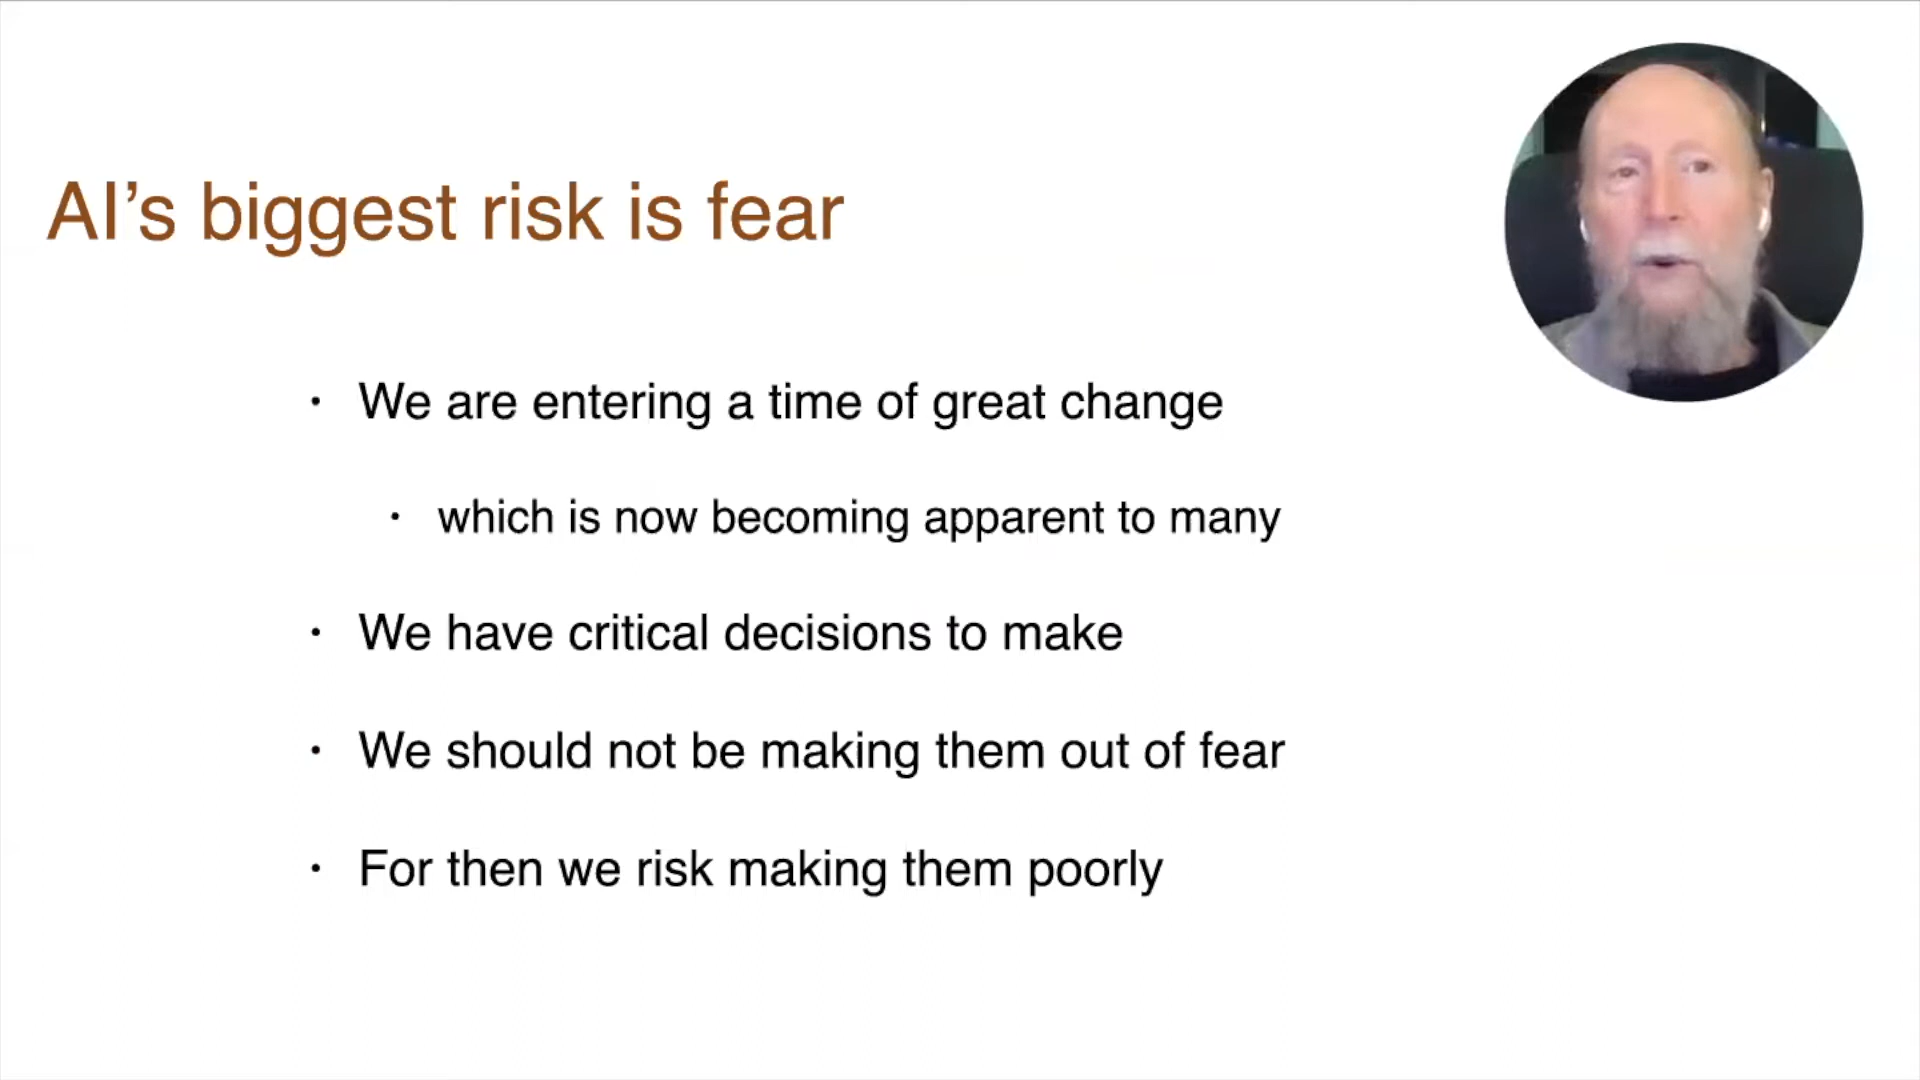 AI’s biggest risk is fear
• We are entering a time of great change
• which is now becoming apparent to many
• We have critical decisions to make
• We should not be making them out of fear
• For then we risk making them poorly